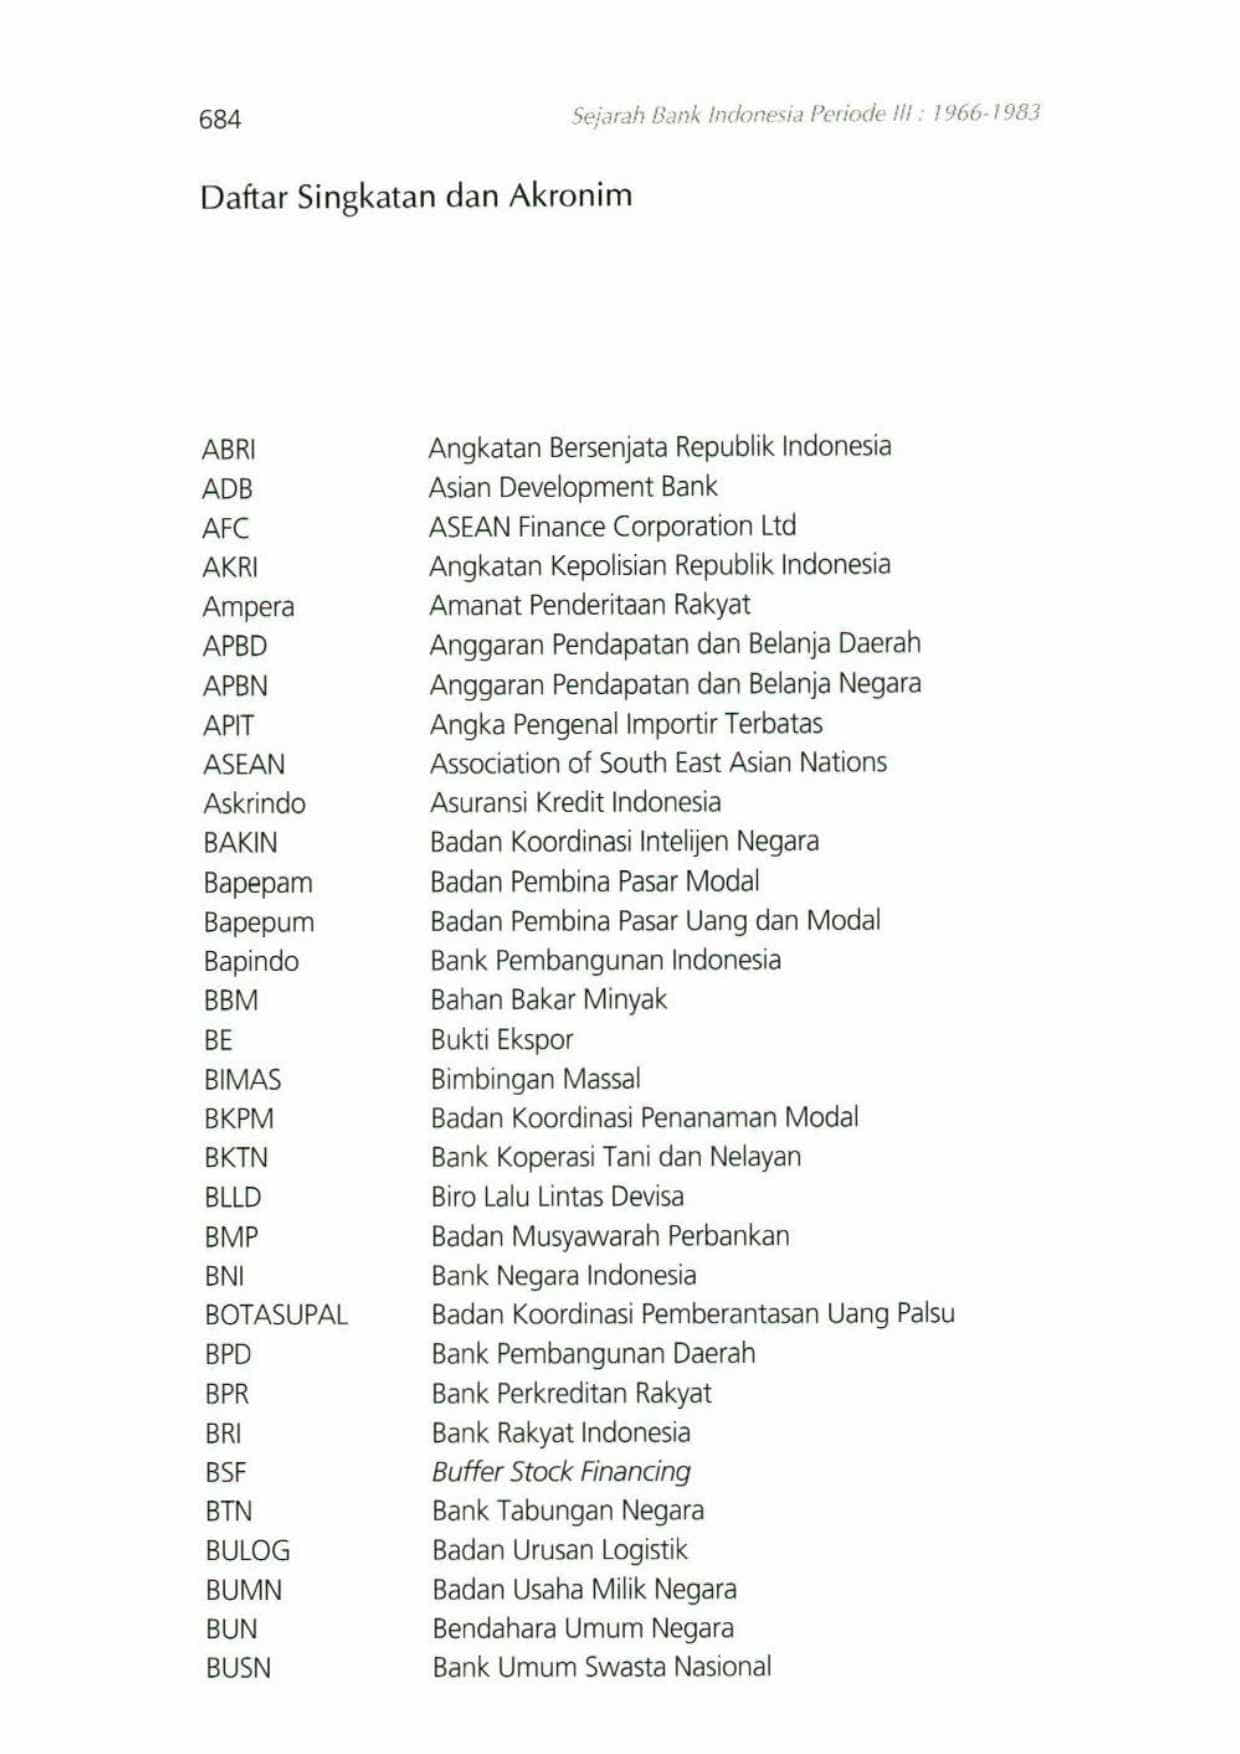 684 Sejarah Bank Indonesia Periode III : 1966-1983
Daftar Singkatan dan Akronim
ABRI Angkatan Bersenjata Republik Indonesia
ADB Asian Development Bank
AFC ASEAN Finance Corporation Ltd
AKRI Angkatan Kepolisian Republik Indonesia
Ampera Amanat Penderitaan Rakyat
APBD Anggaran Pendapatan dan Belanja Daerah
APBN Anggaran Pendapatan dan Belanja Negara
APIT Angka Pengenal Importir Terbatas
ASEAN Association of South East Asian Nations
Askrindo Asuransi Kredit Indonesia
BAKIN Badan Koordinasi Intelijen Negara
Bapepam Badan Pembina Pasar Modal
Bapepum Badan Pembina Pasar Uang dan Modal
Bapindo Bank Pembangunan Indonesia
BBM Bahan Bakar Minyak
BE Bukti Ekspor
BIMAS Bimbingan Massal
BKPM Badan Koordinasi Penanaman Modal
BKTN Bank Koperasi Tani dan Nelayan
BLLD Biro Lalu Lintas Devisa
BMP Badan Musyawarah Perbankan
BNI Bank Negara Indonesia
BOTASUPAL Badan Koordinasi Pemberantasan Uang Palsu
BPD Bank Pembangunan Daerah
BPR Bank Perkreditan Rakyat
BRI Bank Rakyat Indonesia
BSF Buffer Stock Financing
BTN Bank Tabungan Negara
BULOG Badan Urusan Logistik
BUMN Badan Usaha Milik Negara
BUN Bendahara Umum Negara
BUSN Bank Umum Swasta Nasional